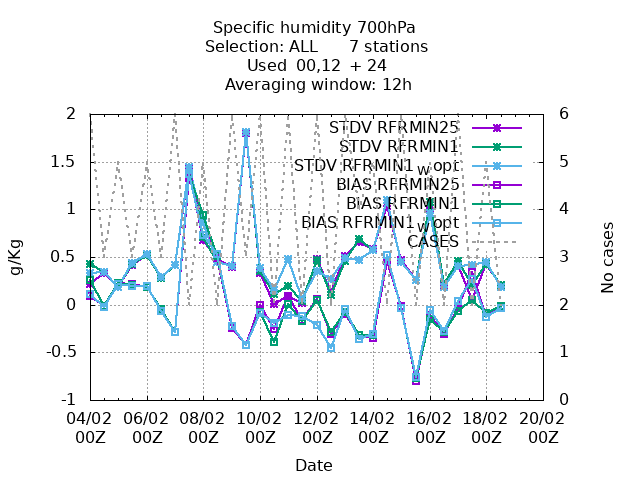 Specific humidity 700hPa
Selection: ALL 7 stations
Used 00,12 + 24
Averaging window: 12h
2
1.5
1
0.5
0
-0.5
-1
g/Kg
STDV RFRMIN25
STDV RFRMIN1
STDV RFRMIN1_w_opt
BIAS RFRMIN25
BIAS RFRMIN1
BIAS RFRMIN1_w_opt
CASES
6
5
4
3
2
1
0
No cases
04/02 06/02 08/02 10/02 12/02 14/02 16/02 18/02 20/02
00Z 00Z 00Z 00Z 00Z 00Z 00Z 00Z 00Z
Date